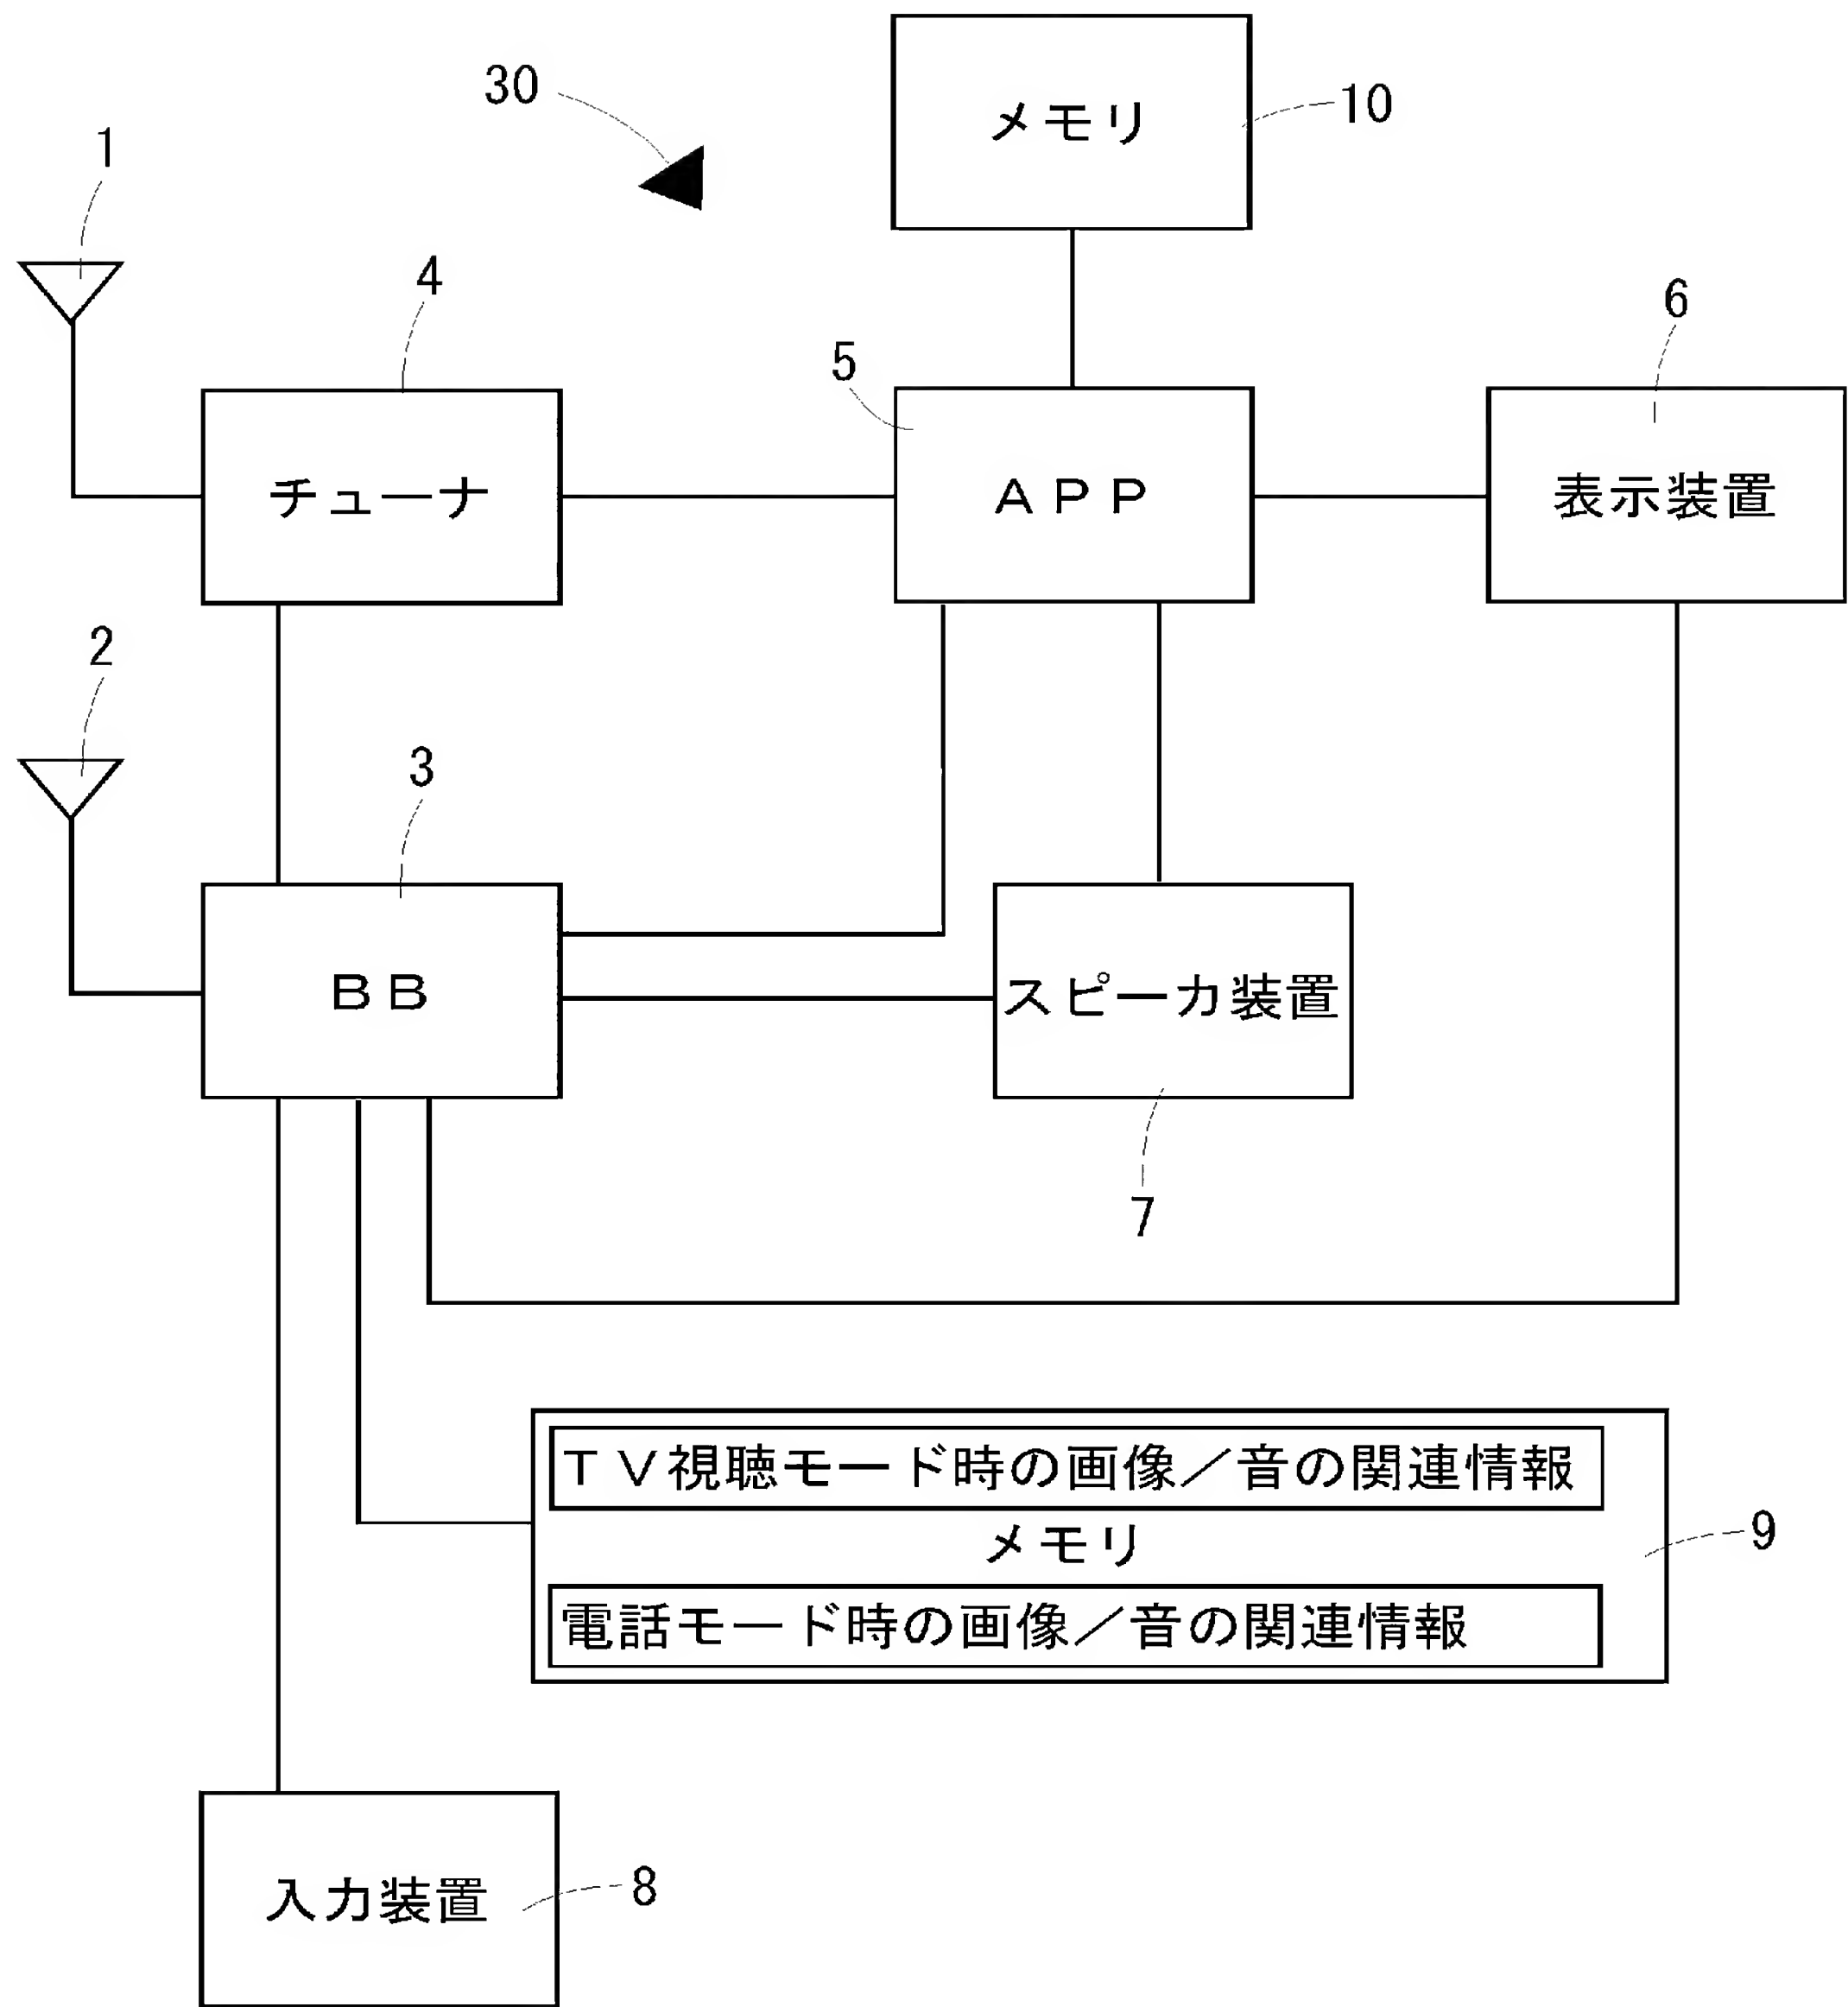 30
メモリ
10
1
4
5
6
チューナ
ＡＰＰ
表示装置
2
3
ＢＢ
スピーカ装置
7
ＴＶ視聴モード時の画像／音の関連情報
メモリ
9
電話モード時の画像／音の関連情報
入力装置
8